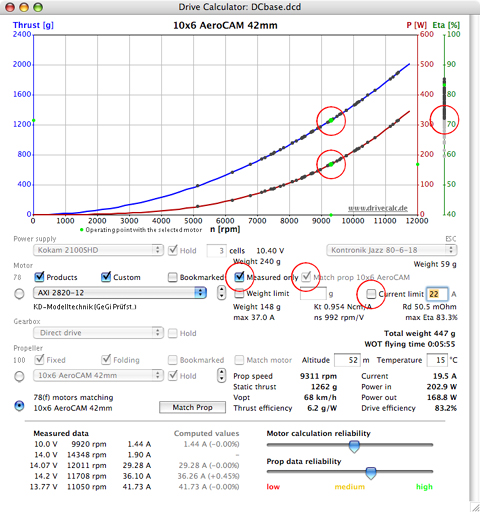 Drive Calculator: DCbase.dcd
Thrust [g] 10x6 AeroCAM 42mm P [W] Eta [%]
2400 600 100
2000 500 90
1600 400 80
1200 300 70
800 200 60
400 100 50
0 0 40
www.drivecalc.de
0 1000 2000 3000 4000 5000 6000 7000 8000 9000 10000 11000 12000
Operating point with the selected motor n [rpm]
Power supply ESC
Kokam 2100SHD Hold 3 cells 10.40 V Kontronik Jazz 80-6-18
Weight 240 g Weight 59 g
Motor
70 Products Custom Bookmarked Measured only Match prop 10x6 AeroCAM
AXI 2820-12 Hold Weight limit g Current limit 22 A
KD-Modelltechnik (GeGi Prüfst.) Weight 148 g Kt 0.954 Ncm/A Rd 50.5 mOhm
max 37.0 A ns 992 rpm/V max Eta 83.3%
Gearbox
Direct drive Hold Total weight 447 g
WOT flying time 0:05:55
Propeller
100 Fixed Folding Bookmarked Match motor Altitude 52 m Temperature 15 °C
10x6 AeroCAM 42mm Hold Prop speed 9311 rpm Current 19.5 A
Static thrust 1262 g Power in 202.9 W
78(f) motors matching Vopt 68 km/h Power out 168.8 W
10x6 AeroCAM 42mm Match Prop Thrust efficiency 6.2 g/W Drive efficiency 83.2%
Measured data Computed values Motor calculation reliability
10.0 V 9920 rpm 1.44 A 1.44 A (-0.00%)
14.0 V 14348 rpm 1.90 A –
14.07 V 12011 rpm 29.28 A 29.28 A (-0.00%) Prop data reliability
14.2 V 11708 rpm 36.10 A 36.26 A (+0.45%)
13.77 V 11050 rpm 41.73 A 41.73 A (-0.00%) low medium high